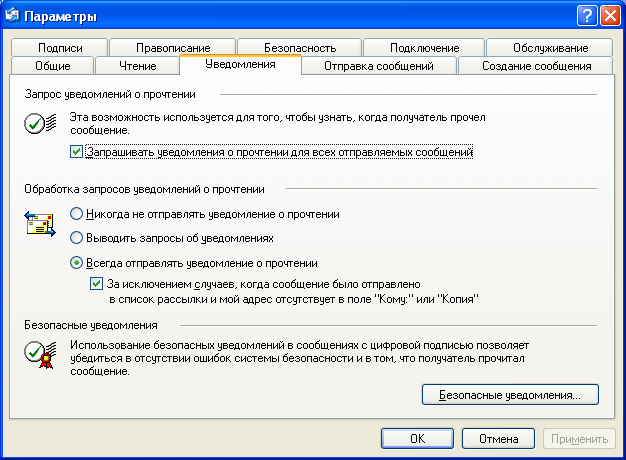 Параметры
Подписи
Правописание
Безопасность
Подключение
Обслуживание
Общие
Чтение
Уведомления
Отправка сообщений
Создание сообщения
Запрос уведомлений о прочтении
Эта возможность используется для того, чтобы узнать, когда получатель прочел
сообщение.
Запрашивать уведомления о прочтении для всех отправляемых сообщений
Обработка запросов уведомлений о прочтении
Никогда не отправлять уведомление о прочтении
Выводить запросы об уведомлениях
Всегда отправлять уведомление о прочтении
За исключением случаев, когда сообщение было отправлено
в список рассылки и мой адрес отсутствует в поле "Кому:" или "Копия"
Безопасные уведомления
Использование безопасных уведомлений в сообщениях с цифровой подписью позволяет
убедиться в отсутствии ошибок системы безопасности и в том, что получатель прочитал
сообщение.
Безопасные уведомления...
ОК
Отмена
Применить